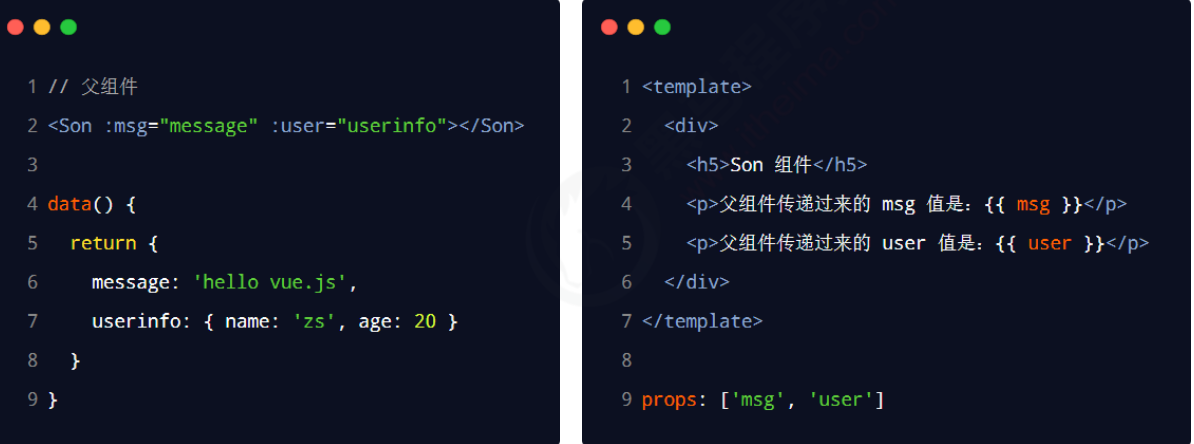 1 // 父组件
2 <Son :msg="message" :user="userinfo"></Son>
3
4 data() {
5   return {
6     message: 'hello vue.js',
7     userinfo: { name: 'zs', age: 20 }
8   }
9 }
1 <template>
2   <div>
3     <h5>Son 组件</h5>
4     <p>父组件传递过来的 msg 值是：{{ msg }}</p>
5     <p>父组件传递过来的 user 值是：{{ user }}</p>
6   </div>
7 </template>
8
9 props: ['msg', 'user']